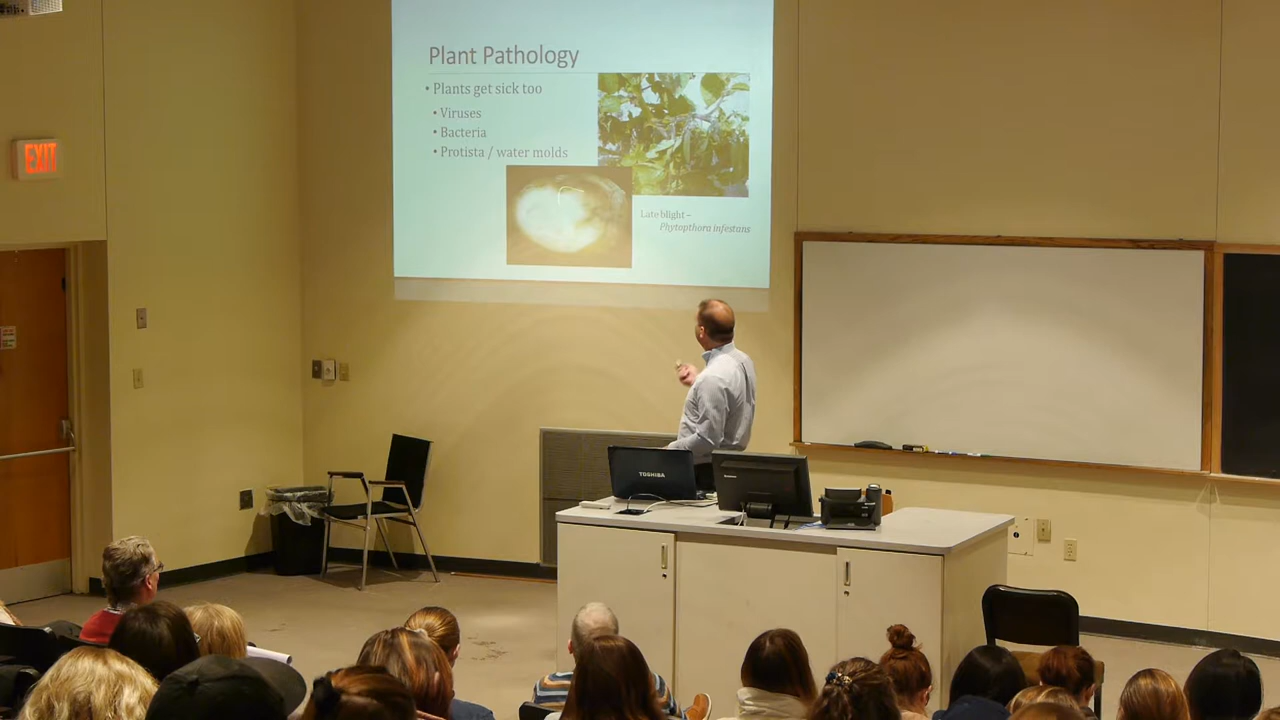 Plant Pathology
• Plants get sick too
• Viruses
• Bacteria
• Protista / water molds
Late blight –
Phytopthora infestans
EXIT
TOSHIBA